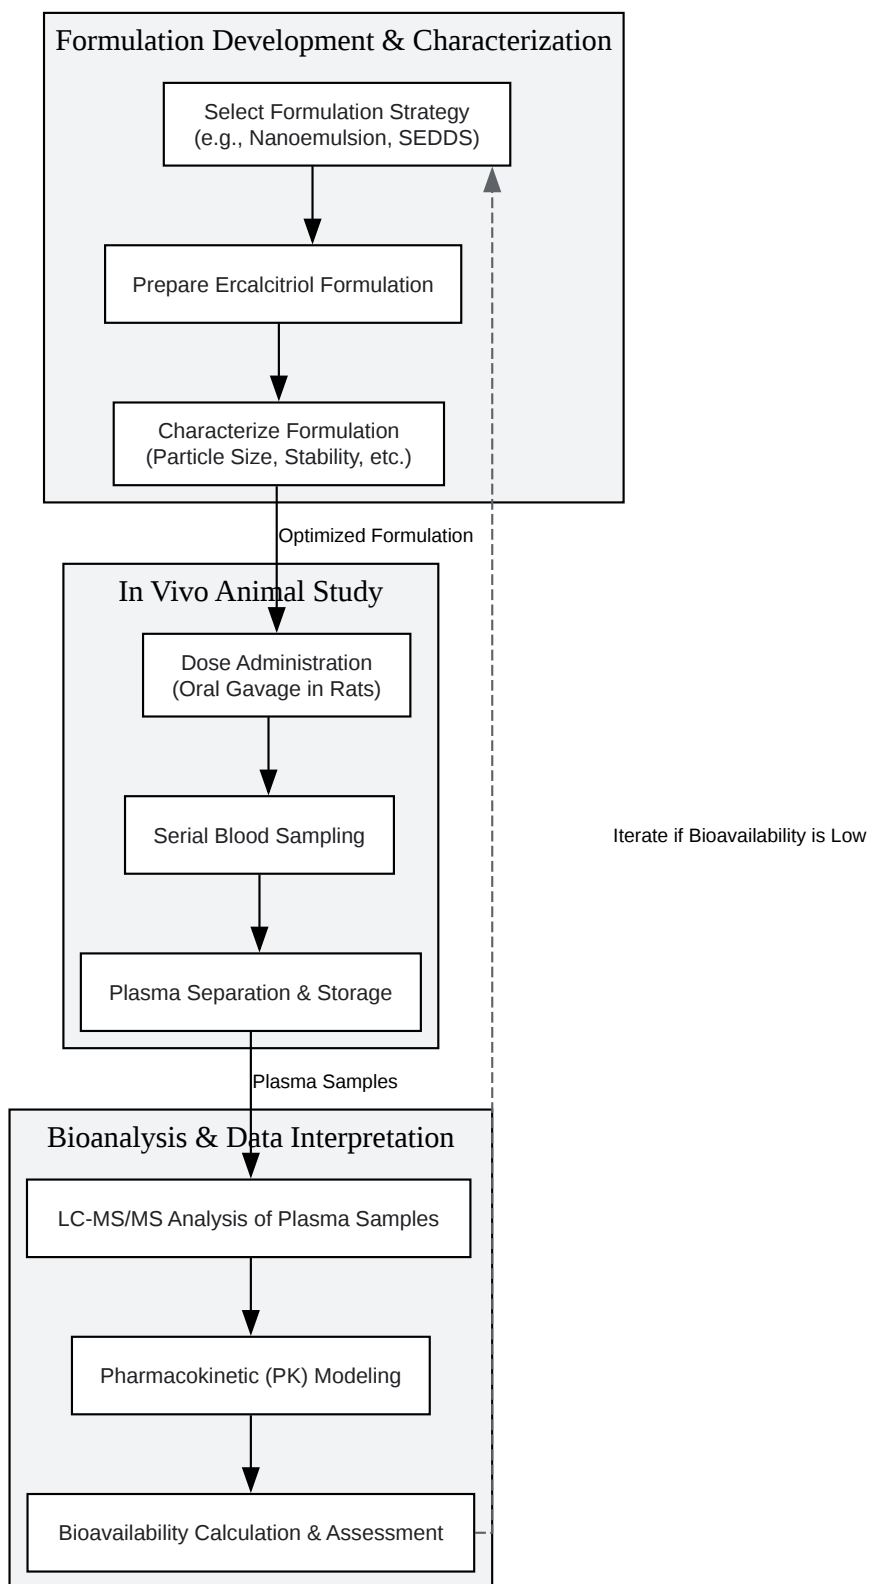 Formulation Development & Characterization
Select Formulation Strategy
(e.g., Nanoemulsion, SEDDS)
Prepare Ercalcitriol Formulation
Characterize Formulation
(Particle Size, Stability, etc.)
Optimized Formulation
In Vivo Animal Study
Dose Administration
(Oral Gavage in Rats)
Serial Blood Sampling
Iterate if Bioavailability is Low
Plasma Separation & Storage
Plasma Samples
Bioanalysis & Data Interpretation
LC-MS/MS Analysis of Plasma Samples
Pharmacokinetic (PK) Modeling
Bioavailability Calculation & Assessment